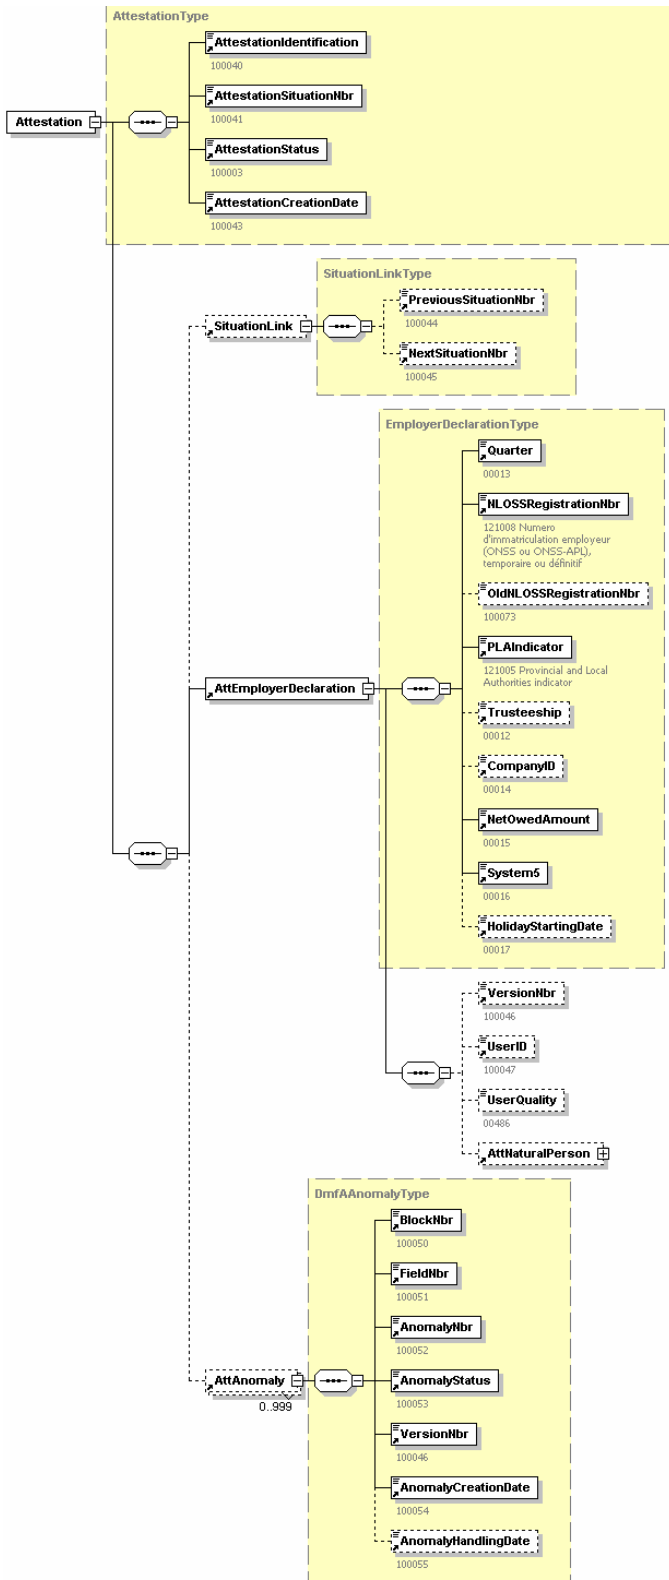 AttestationType
AttestationIdentification
100040
AttestationSituationNbr
100041
Attestation
AttestationStatus
100003
AttestationCreationDate
100043
SituationLinkType
PreviousSituationNbr
100044
SituationLink
NextSituationNbr
100045
EmployerDeclarationType
Quarter
00013
NLOSSRegistrationNbr
121008 Numero
d'immatriculation employeur
(ONSS ou ONSS-APL),
temporaire ou définitif
OldNLOSSRegistrationNbr
100073
PLAIndicator
121005 Provincial and Local
Authorities indicator
AttEmployerDeclaration
Trusteeship
00012
CompanyID
00014
NetOwedAmount
00015
System5
00016
HolidayStartingDate
00017
VersionNbr
100046
UserID
100047
UserQuality
00486
AttNaturalPerson
DmfAAnomalyType
BlockNbr
100050
FieldNbr
100051
AnomalyNbr
100052
AttAnomaly
0..999
AnomalyStatus
100053
VersionNbr
100046
AnomalyCreationDate
100054
AnomalyHandlingDate
100055